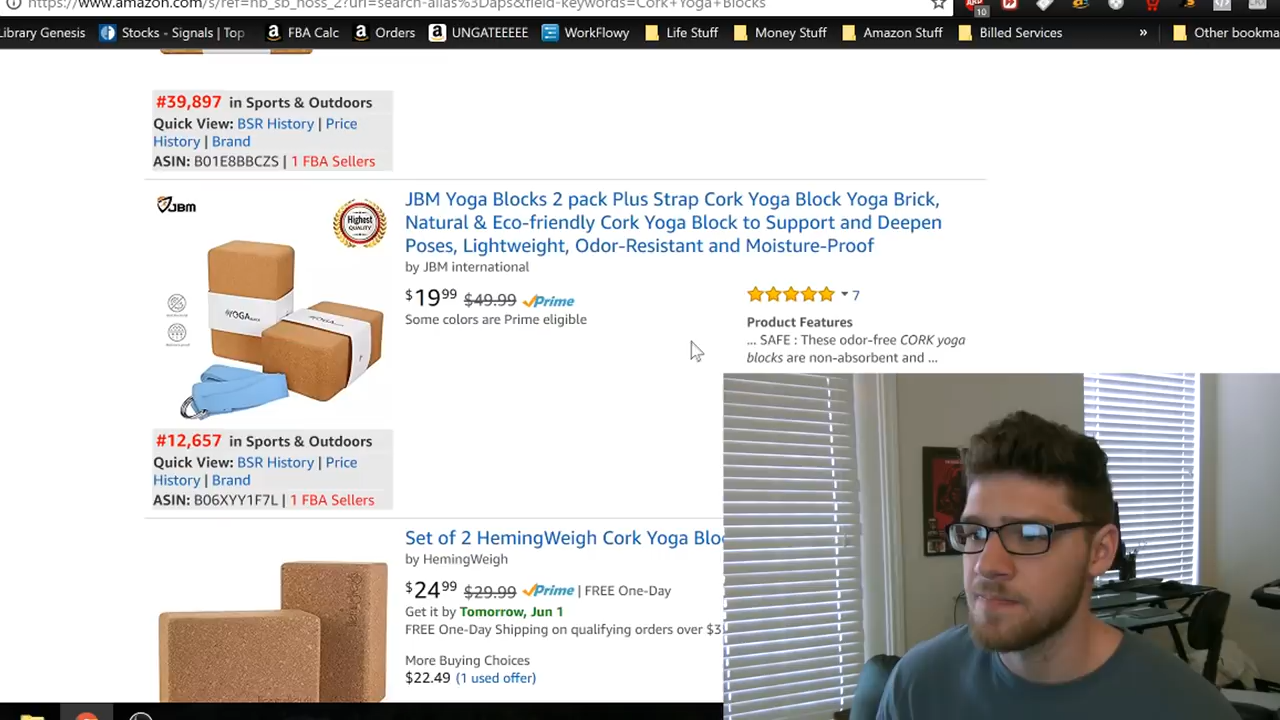 https://www.amazon.com/s/ref=nb_sb_noss_2?url=search-alias%3Daps&field-keywords=Cork+Yoga+Blocks
10
Library Genesis
Stocks - Signals | Top
FBA Calc
Orders
UNGATEEEEE
WorkFlowy
Life Stuff
Money Stuff
Amazon Stuff
Billed Services
»
Other bookma
#39,897 in Sports & Outdoors
Quick View: BSR History | Price
History | Brand
ASIN: B01E8BBCZS | 1 FBA Sellers
JBM
Highest
QUALITY
YOGA
JBM Yoga Blocks 2 pack Plus Strap Cork Yoga Block Yoga Brick,
Natural & Eco-friendly Cork Yoga Block to Support and Deepen
Poses, Lightweight, Odor-Resistant and Moisture-Proof
by JBM international
$19 99 $49.99 Prime
Some colors are Prime eligible
7
Product Features
... SAFE : These odor-free CORK yoga
blocks are non-absorbent and ...
#12,657 in Sports & Outdoors
Quick View: BSR History | Price
History | Brand
ASIN: B06XYY1F7L | 1 FBA Sellers
Set of 2 HemingWeigh Cork Yoga Bloc
by HemingWeigh
$24 99 $29.99 Prime | FREE One-Day
Get it by Tomorrow, Jun 1
FREE One-Day Shipping on qualifying orders over $3
More Buying Choices
$22.49 (1 used offer)